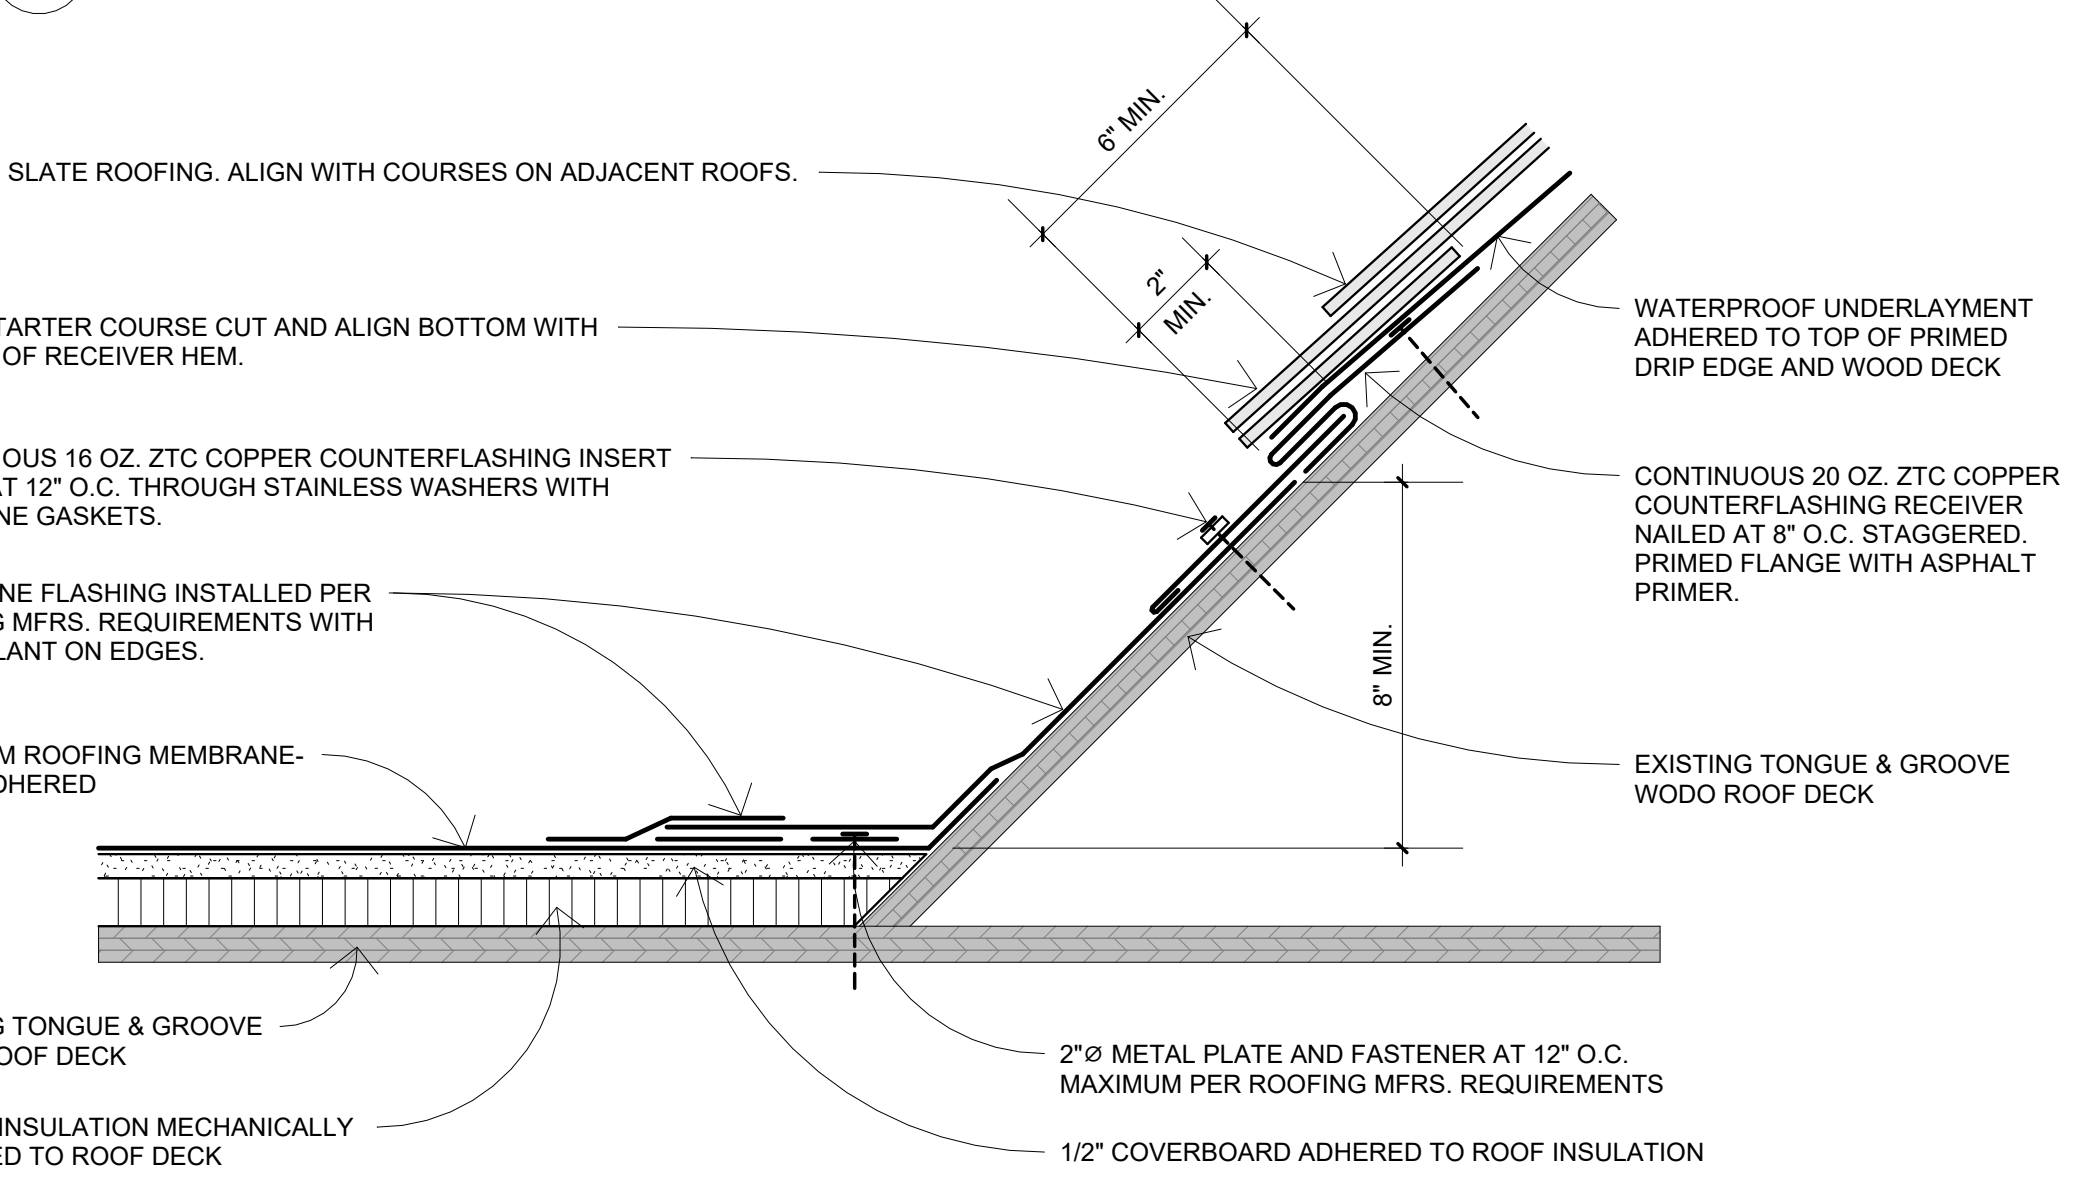 6" MIN.
SLATE ROOFING. ALIGN WITH COURSES ON ADJACENT ROOFS.
2"
MIN.
TARTER COURSE CUT AND ALIGN BOTTOM WITH
OF RECEIVER HEM.
WATERPROOF UNDERLAYMENT
ADHERED TO TOP OF PRIMED
DRIP EDGE AND WOOD DECK
OUS 16 OZ. ZTC COPPER COUNTERFLASHING INSERT
AT 12" O.C. THROUGH STAINLESS WASHERS WITH
NE GASKETS.
CONTINUOUS 20 OZ. ZTC COPPER
COUNTERFLASHING RECEIVER
NAILED AT 8" O.C. STAGGERED.
PRIMED FLANGE WITH ASPHALT
PRIMER.
NE FLASHING INSTALLED PER
G MFRS. REQUIREMENTS WITH
LANT ON EDGES.
8" MIN.
M ROOFING MEMBRANE-
DHERED
EXISTING TONGUE & GROOVE
WODO ROOF DECK
G TONGUE & GROOVE
OOF DECK
2"⌀ METAL PLATE AND FASTENER AT 12" O.C.
MAXIMUM PER ROOFING MFRS. REQUIREMENTS
INSULATION MECHANICALLY
ED TO ROOF DECK
1/2" COVERBOARD ADHERED TO ROOF INSULATION